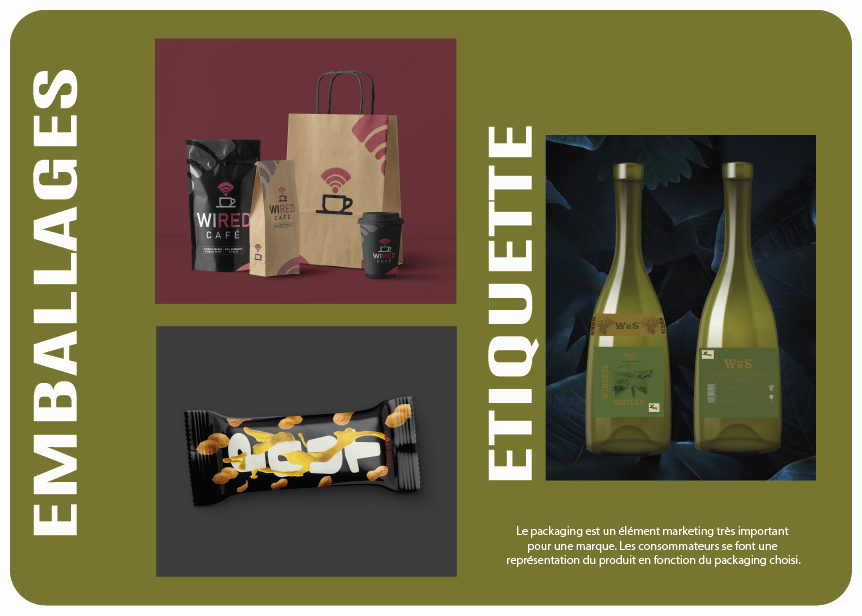 EMBALLAGES
WIRED
CAFÉ
WIRED
CAFÉ
WIRED
CAFÉ
ETIQUETTE
W&S
W&S
Le packaging est un élément marketing très important
pour une marque. Les consommateurs se font une
représentation du produit en fonction du packaging choisi.